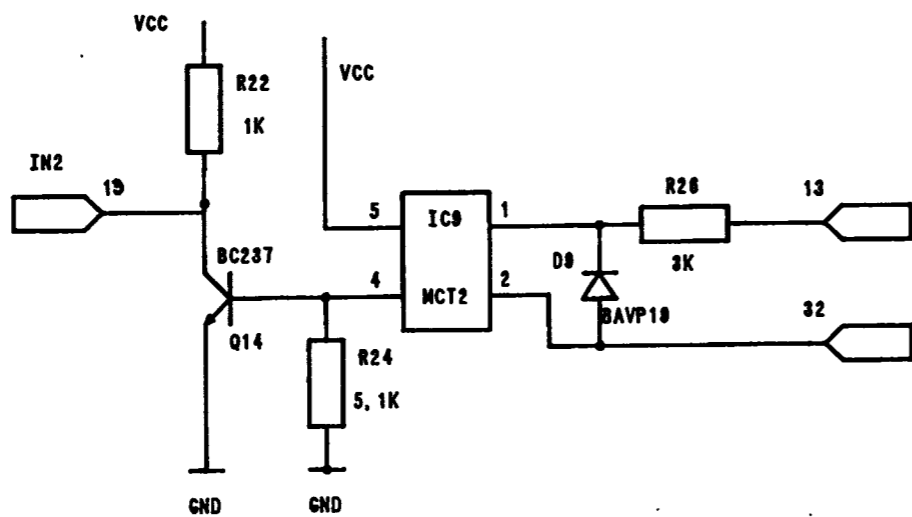 VCC
R22
1K
VCC
IN2
19
5
IC9
1
R26
13
BC237
4
MCT2
2
D9
3K
BAVP19
32
Q14
R24
5,1K
GND
GND